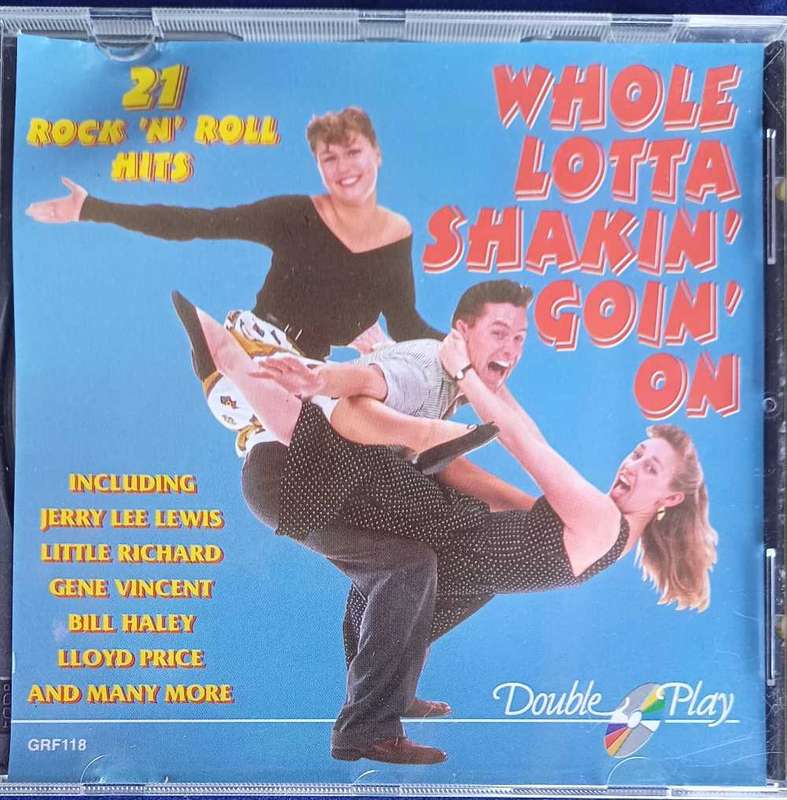 21
ROCK 'N' ROLL
HITS
WHOLE
LOTTA
SHAKIN'
GOIN'
ON
INCLUDING
JERRY LEE LEWIS
LITTLE RICHARD
GENE VINCENT
BILL HALEY
LLOYD PRICE
AND MANY MORE
Double Play
GRF118